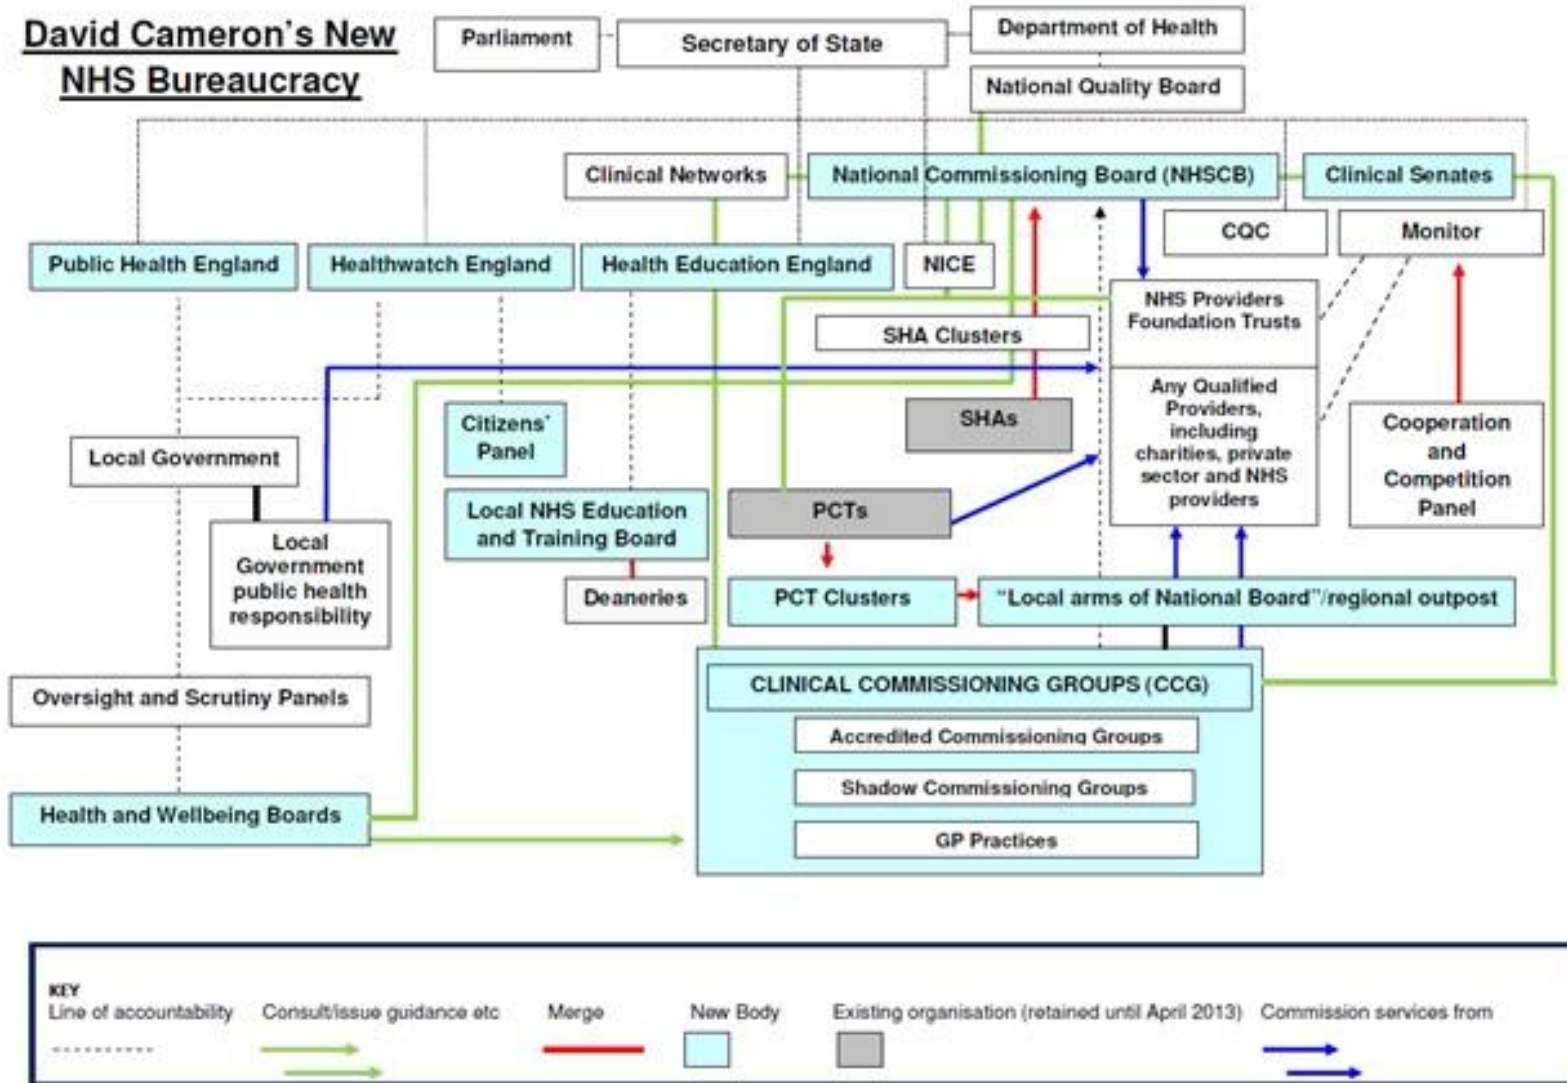 David Cameron's New
NHS Bureaucracy
Parliament
Secretary of State
Department of Health
National Quality Board
Clinical Networks
National Commissioning Board (NHSCB)
Clinical Senates
CQC
Monitor
Public Health England
Healthwatch England
Health Education England
NICE
NHS Providers
Foundation Trusts
SHA Clusters
Any Qualified
Providers,
including
charities, private
sector and NHS
providers
SHAs
Cooperation
and
Competition
Panel
Citizens'
Panel
Local Government
Local NHS Education
and Training Board
PCTs
Local
Government
public health
responsibility
Deaneries
PCT Clusters
"Local arms of National Board"/regional outpost
Oversight and Scrutiny Panels
CLINICAL COMMISSIONING GROUPS (CCG)
Accredited Commissioning Groups
Shadow Commissioning Groups
GP Practices
Health and Wellbeing Boards
KEY
Line of accountability
Consult/issue guidance etc
Merge
New Body
Existing organisation (retained until April 2013)
Commission services from